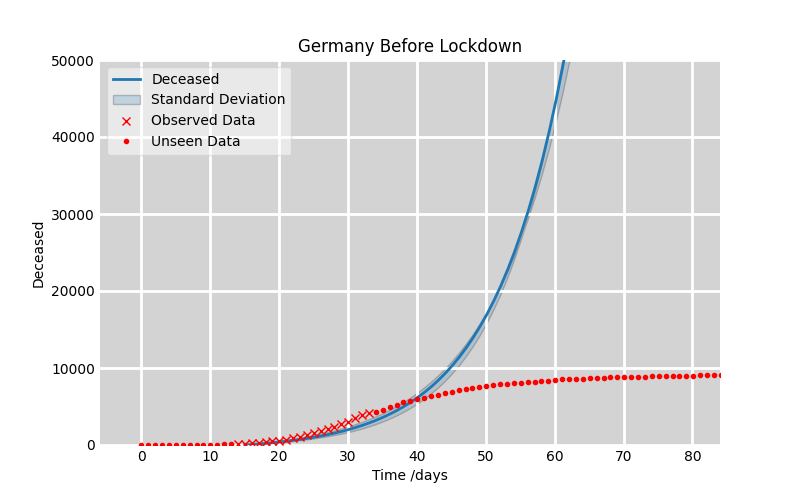 Germany Before Lockdown
50000
40000
30000
20000
10000
0
Deceased
Deceased
Standard Deviation
Observed Data
Unseen Data
0 10 20 30 40 50 60 70 80
Time /days